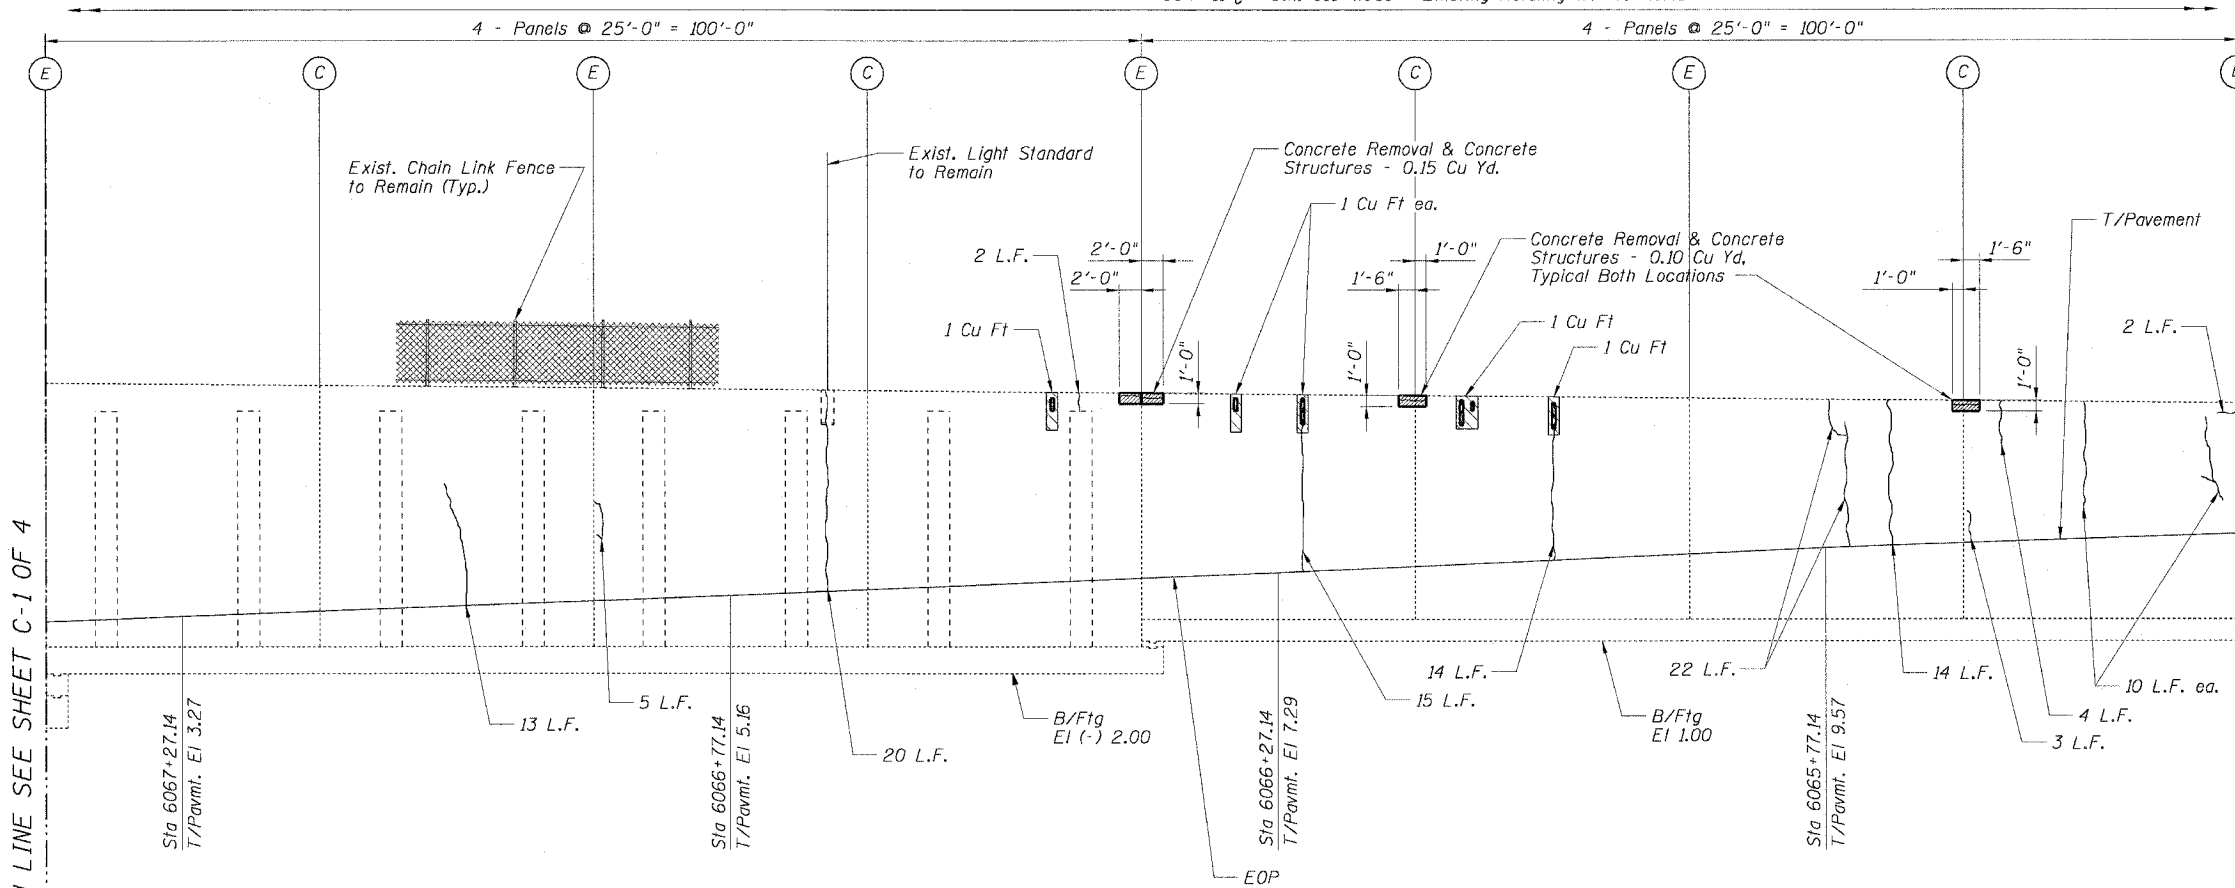 4 - Panels @ 25'-0" = 100'-0"
4 - Panels @ 25'-0" = 100'-0"
E
C
E
C
E
C
E
C
Exist. Chain Link Fence
to Remain (Typ.)
Exist. Light Standard
to Remain
Concrete Removal & Concrete
Structures - 0.15 Cu Yd.
1 Cu Ft ea.
T/Pavement
Concrete Removal & Concrete
Structures - 0.10 Cu Yd,
Typical Both Locations
2 L.F.
2'-0"
2'-0"
1'-0"
1'-6"
1'-6"
1'-0"
1 Cu Ft
1 Cu Ft
1 Cu Ft
2 L.F.
1'-0"
1'-0"
1'-0"
LINE SEE SHEET C-1 OF 4
13 L.F.
5 L.F.
20 L.F.
B/Ftg
El (-) 2.00
14 L.F.
15 L.F.
B/Ftg
El 1.00
22 L.F.
14 L.F.
10 L.F. ea.
4 L.F.
3 L.F.
Sta 6067+27.14
T/Pavmt. El 3.27
Sta 6066+77.14
T/Pavmt. El 5.16
Sta 6066+27.14
T/Pavmt. El 7.29
Sta 6065+77.14
T/Pavmt. El 9.57
EOP